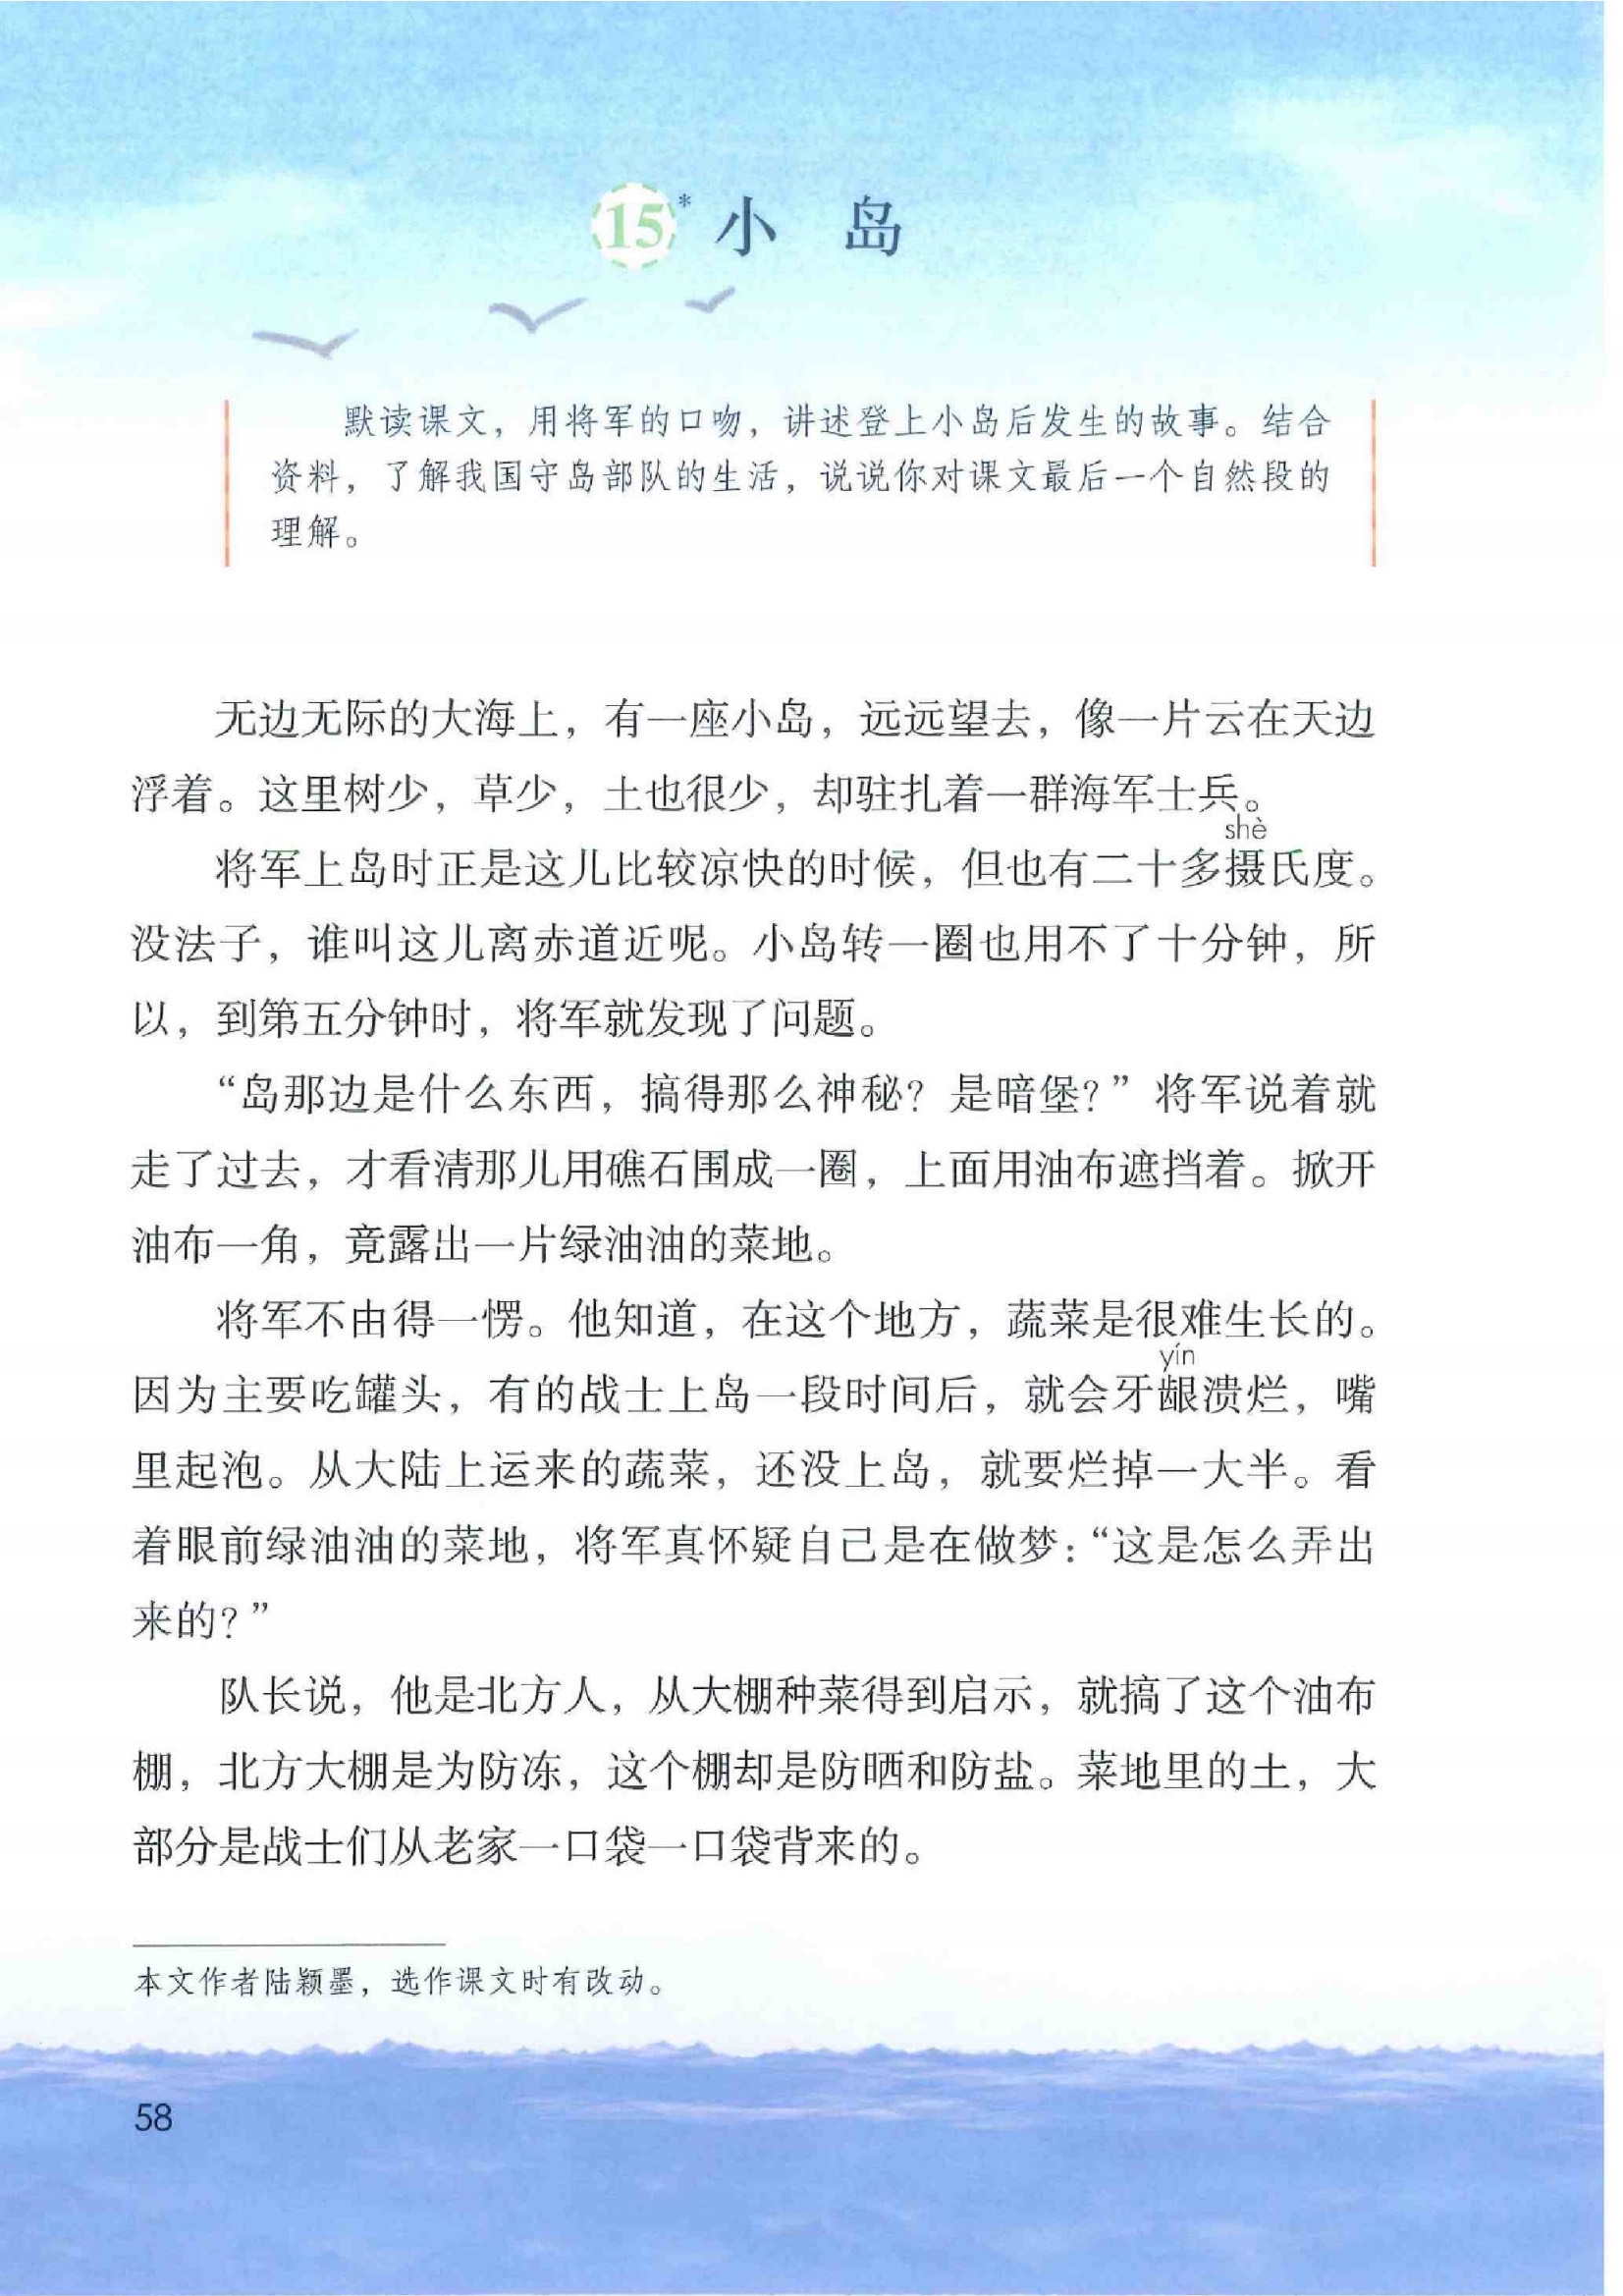 15* 小 岛
默读课文，用将军的口吻，讲述登上小岛后发生的故事。结合
资料，了解我国守岛部队的生活，说说你对课文最后一个自然段的
理解。
无边无际的大海上，有一座小岛，远远望去，像一片云在天边
浮着。这里树少，草少，土也很少，却驻扎着一群海军士兵。
shè
将军上岛时正是这儿比较凉快的时候，但也有二十多摄氏度。
没法子，谁叫这儿离赤道近呢。小岛转一圈也用不了十分钟，所
以，到第五分钟时，将军就发现了问题。
“岛那边是什么东西，搞得那么神秘？是暗堡？”将军说着就
走了过去，才看清那儿用礁石围成一圈，上面用油布遮挡着。掀开
油布一角，竟露出一片绿油油的菜地。
将军不由得一愣。他知道，在这个地方，蔬菜是很难生长的。
yín
因为主要吃罐头，有的战士上岛一段时间后，就会牙龈溃烂，嘴
里起泡。从大陆上运来的蔬菜，还没上岛，就要烂掉一大半。看
着眼前绿油油的菜地，将军真怀疑自己是在做梦：“这是怎么弄出
来的？”
队长说，他是北方人，从大棚种菜得到启示，就搞了这个油布
棚，北方大棚是为防冻，这个棚却是防晒和防盐。菜地里的土，大
部分是战士们从老家一口袋一口袋背来的。
本文作者陆颖墨，选作课文时有改动。
58